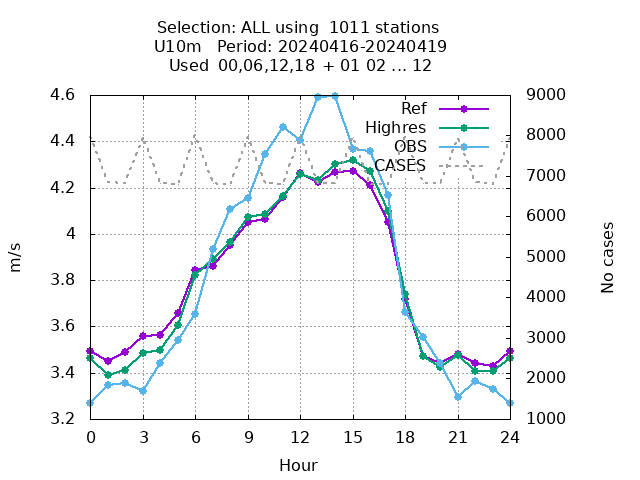 Selection: ALL using  1011 stations
U10m   Period: 20240416-20240419
Used  00,06,12,18 + 01 02 ... 12
4.6
4.4
4.2
4
3.8
3.6
3.4
3.2
m/s
9000
8000
7000
6000
5000
4000
3000
2000
1000
No cases
Ref
Highres
OBS
CASES
0
3
6
9
12
15
18
21
24
Hour